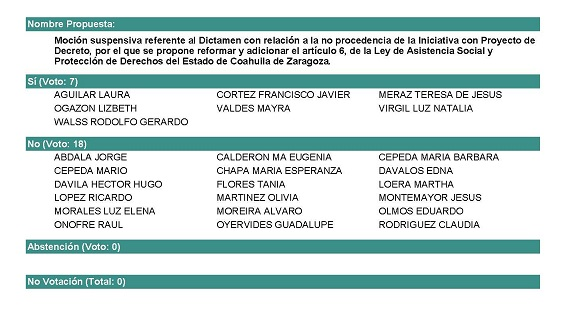 Nombre Propuesta:
Moción suspensiva referente al Dictamen con relación a la no procedencia de la Iniciativa con Proyecto de
Decreto, por el que se propone reformar y adicionar el artículo 6, de la Ley de Asistencia Social y
Protección de Derechos del Estado de Coahuila de Zaragoza.
Sí (Voto: 7)
AGUILAR LAURA CORTEZ FRANCISCO JAVIER MERAZ TERESA DE JESUS
OGAZON LIZBETH VALDES MAYRA VIRGIL LUZ NATALIA
WALSS RODOLFO GERARDO
No (Voto: 18)
ABDALA JORGE CALDERON MA EUGENIA CEPEDA MARIA BARBARA
CEPEDA MARIO CHAPA MARIA ESPERANZA DAVALOS EDNA
DAVILA HECTOR HUGO FLORES TANIA LOERA MARTHA
LOPEZ RICARDO MARTINEZ OLIVIA MONTEMAYOR JESUS
MORALES LUZ ELENA MOREIRA ALVARO OLMOS EDUARDO
ONOFRE RAUL OYERVIDES GUADALUPE RODRIGUEZ CLAUDIA
Abstención (Voto: 0)
No Votación (Total: 0)